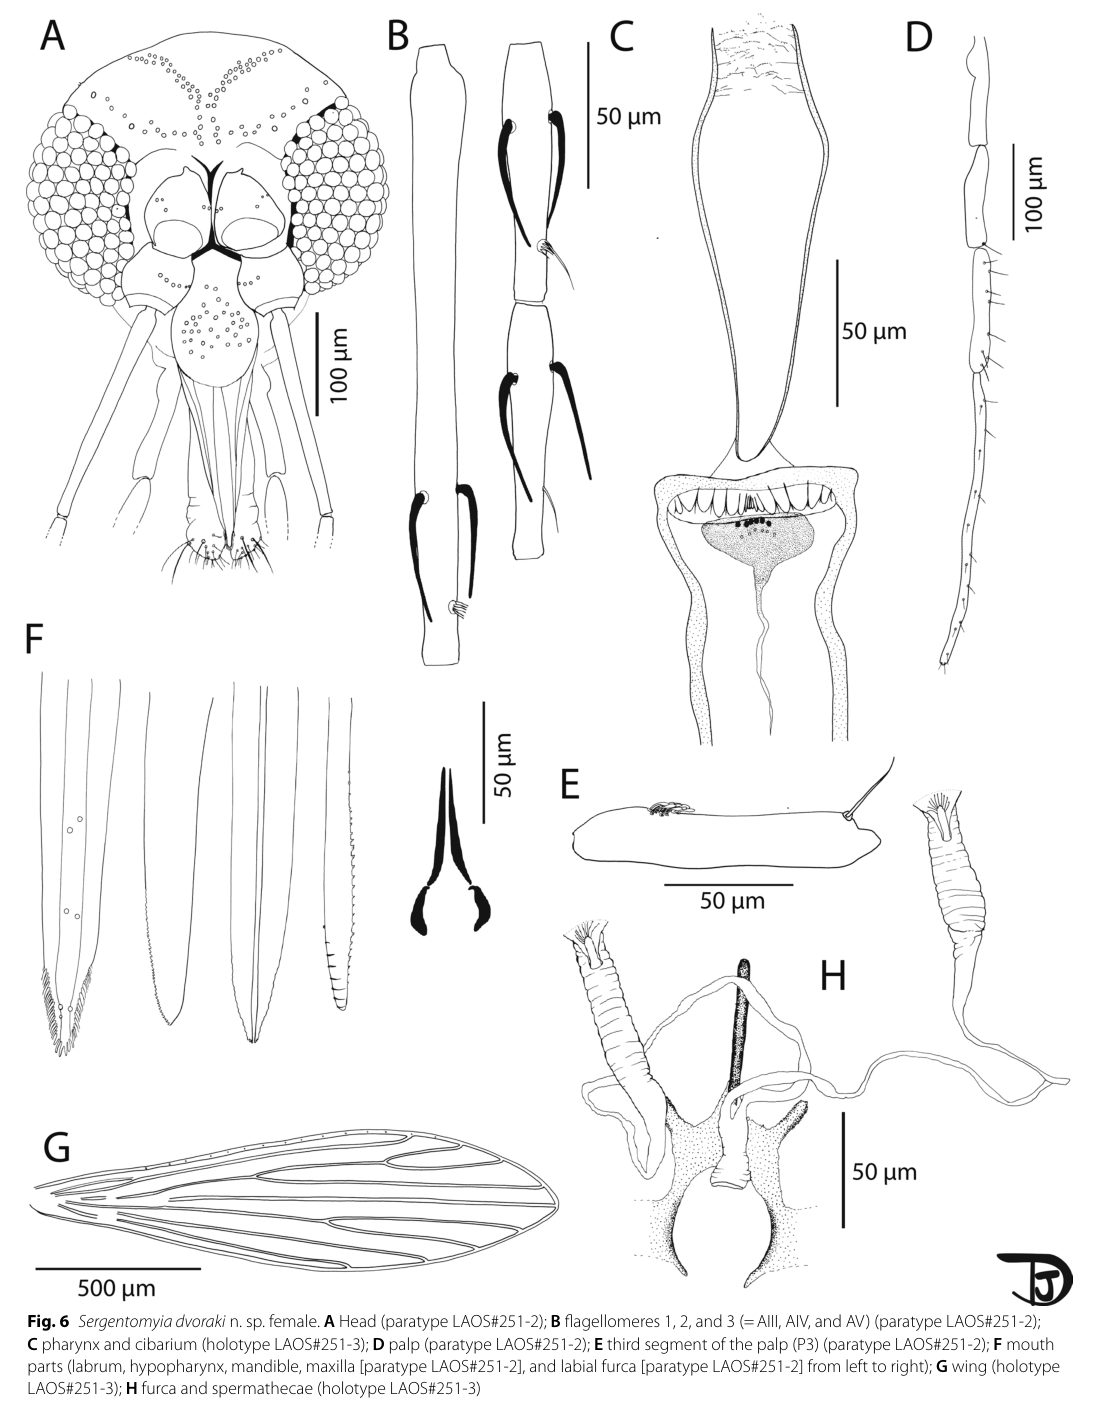 A
B
C
D
50 µm
100 µm
50 µm
100 µm
F
50 µm
E
50 µm
H
G
50 µm
500 µm
Fig. 6 Sergentomyia dvoraki n. sp. female. A Head (paratype LAOS#251-2); B flagellomeres 1, 2, and 3 (= AIII, AIV, and AV) (paratype LAOS#251-2);
C pharynx and cibarium (holotype LAOS#251-3); D palp (paratype LAOS#251-2); E third segment of the palp (P3) (paratype LAOS#251-2); F mouth
parts (labrum, hypopharynx, mandible, maxilla [paratype LAOS#251-2], and labial furca [paratype LAOS#251-2] from left to right); G wing (holotype
LAOS#251-3); H furca and spermathecae (holotype LAOS#251-3)